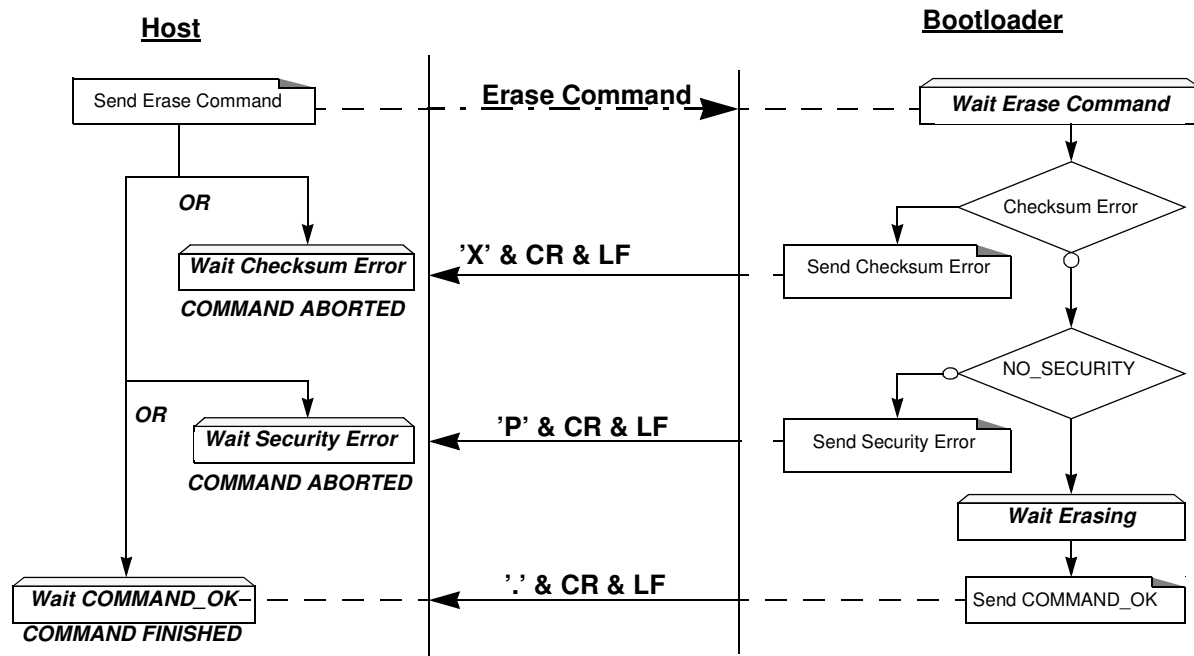 Host
Bootloader
Send Erase Command
Erase Command
Wait Erase Command
OR
Checksum Error
Wait Checksum Error
'X' & CR & LF
Send Checksum Error
COMMAND ABORTED
NO_SECURITY
OR
Wait Security Error
'P' & CR & LF
Send Security Error
COMMAND ABORTED
Wait Erasing
Wait COMMAND_OK
'.' & CR & LF
Send COMMAND_OK
COMMAND FINISHED